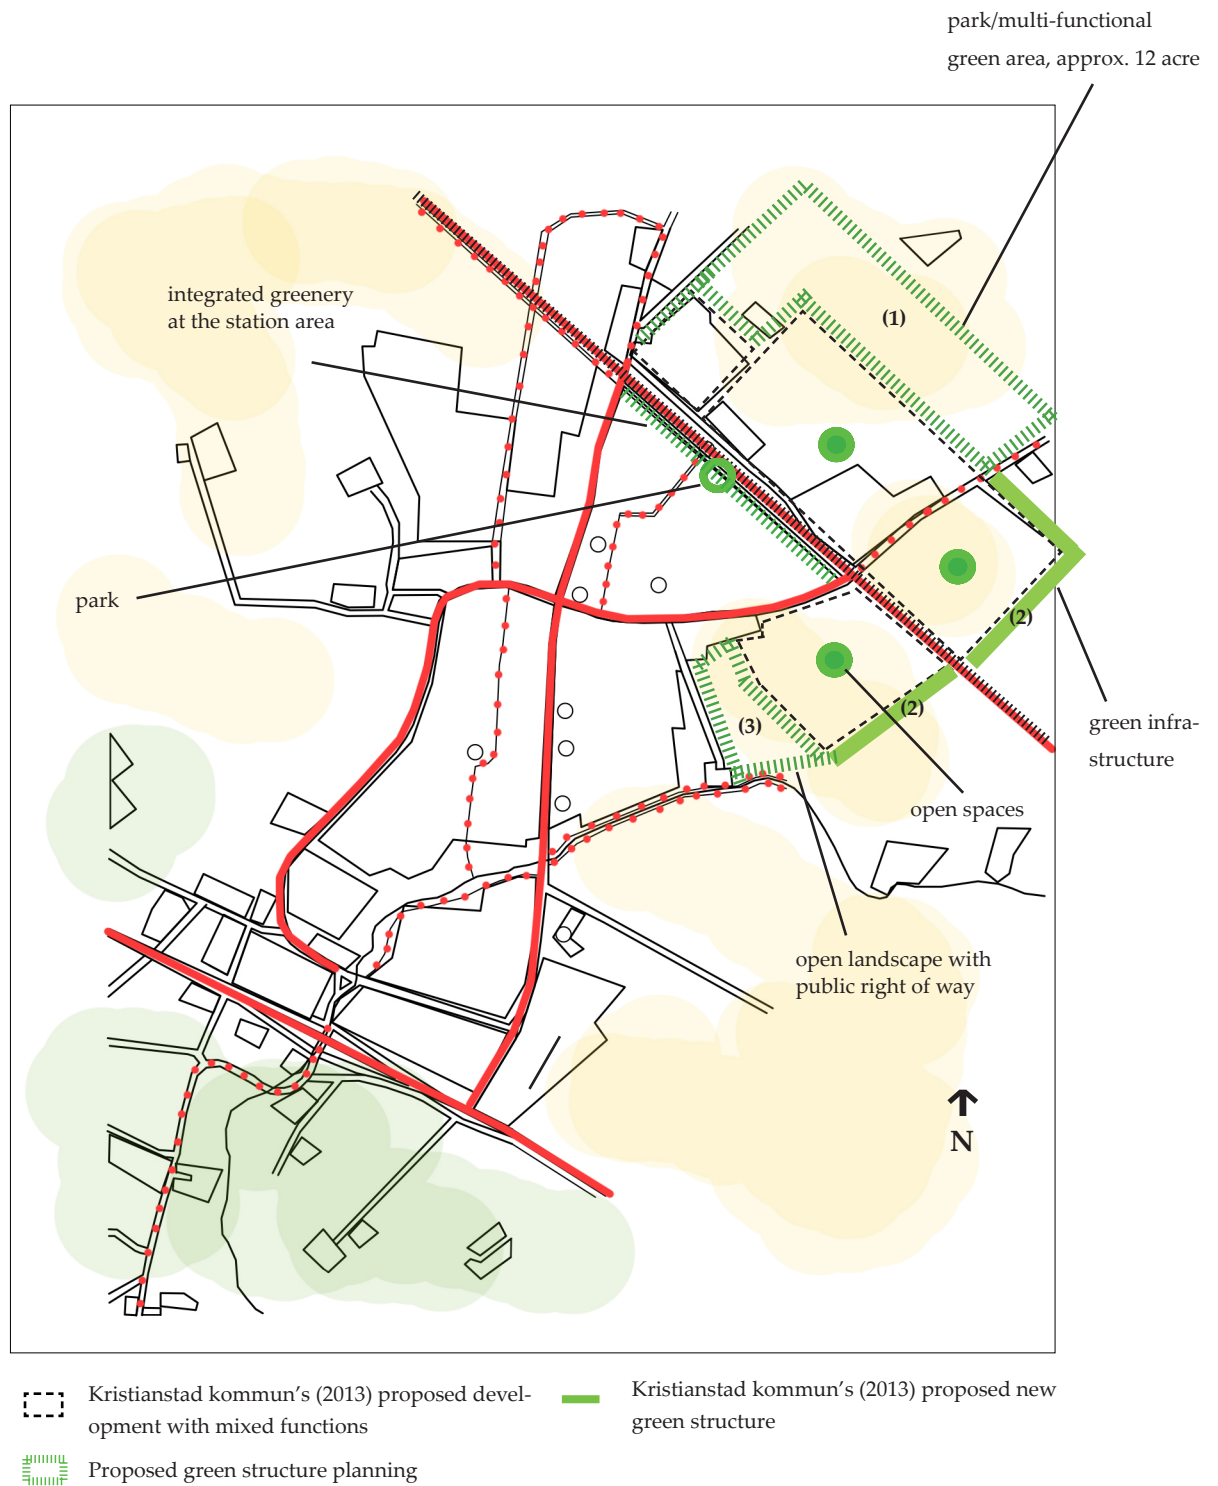 park/multi-functional
green area, approx. 12 acre
integrated greenery
at the station area
(1)
park
(2)
(2)
(3)
green infra-
structure
open spaces
open landscape with
public right of way
N
Kristianstad kommun's (2013) proposed devel-
opment with mixed functions
Kristianstad kommun's (2013) proposed new
green structure
Proposed green structure planning